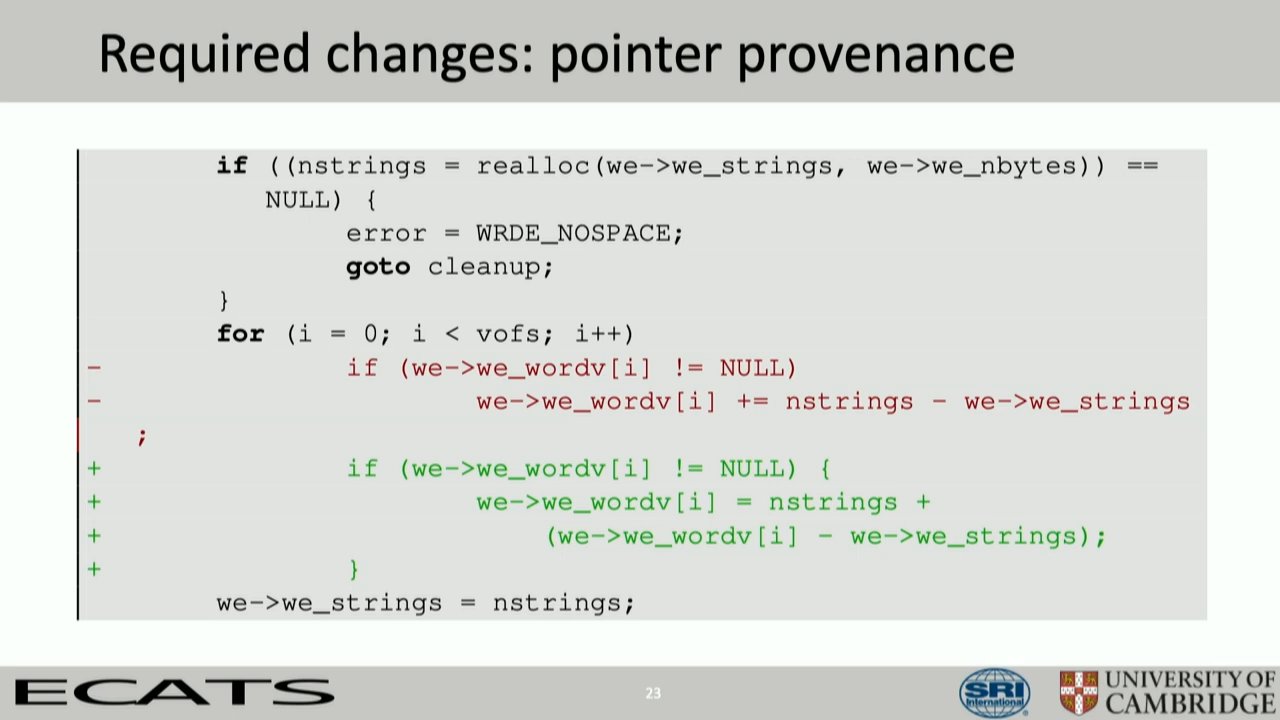 Required changes: pointer provenance
if ((nstrings = realloc(we->we_strings, we->we_nbytes)) ==
NULL) {
error = WRDE_NOSPACE;
goto cleanup;
}
for (i = 0; i < vofs; i++)
- if (we->we_wordv[i] != NULL)
- we->we_wordv[i] += nstrings - we->we_strings
;
+ if (we->we_wordv[i] != NULL) {
+ we->we_wordv[i] = nstrings +
+ (we->we_wordv[i] - we->we_strings);
+ }
we->we_strings = nstrings;
ECATS
23
SRI
International
UNIVERSITY OF
CAMBRIDGE